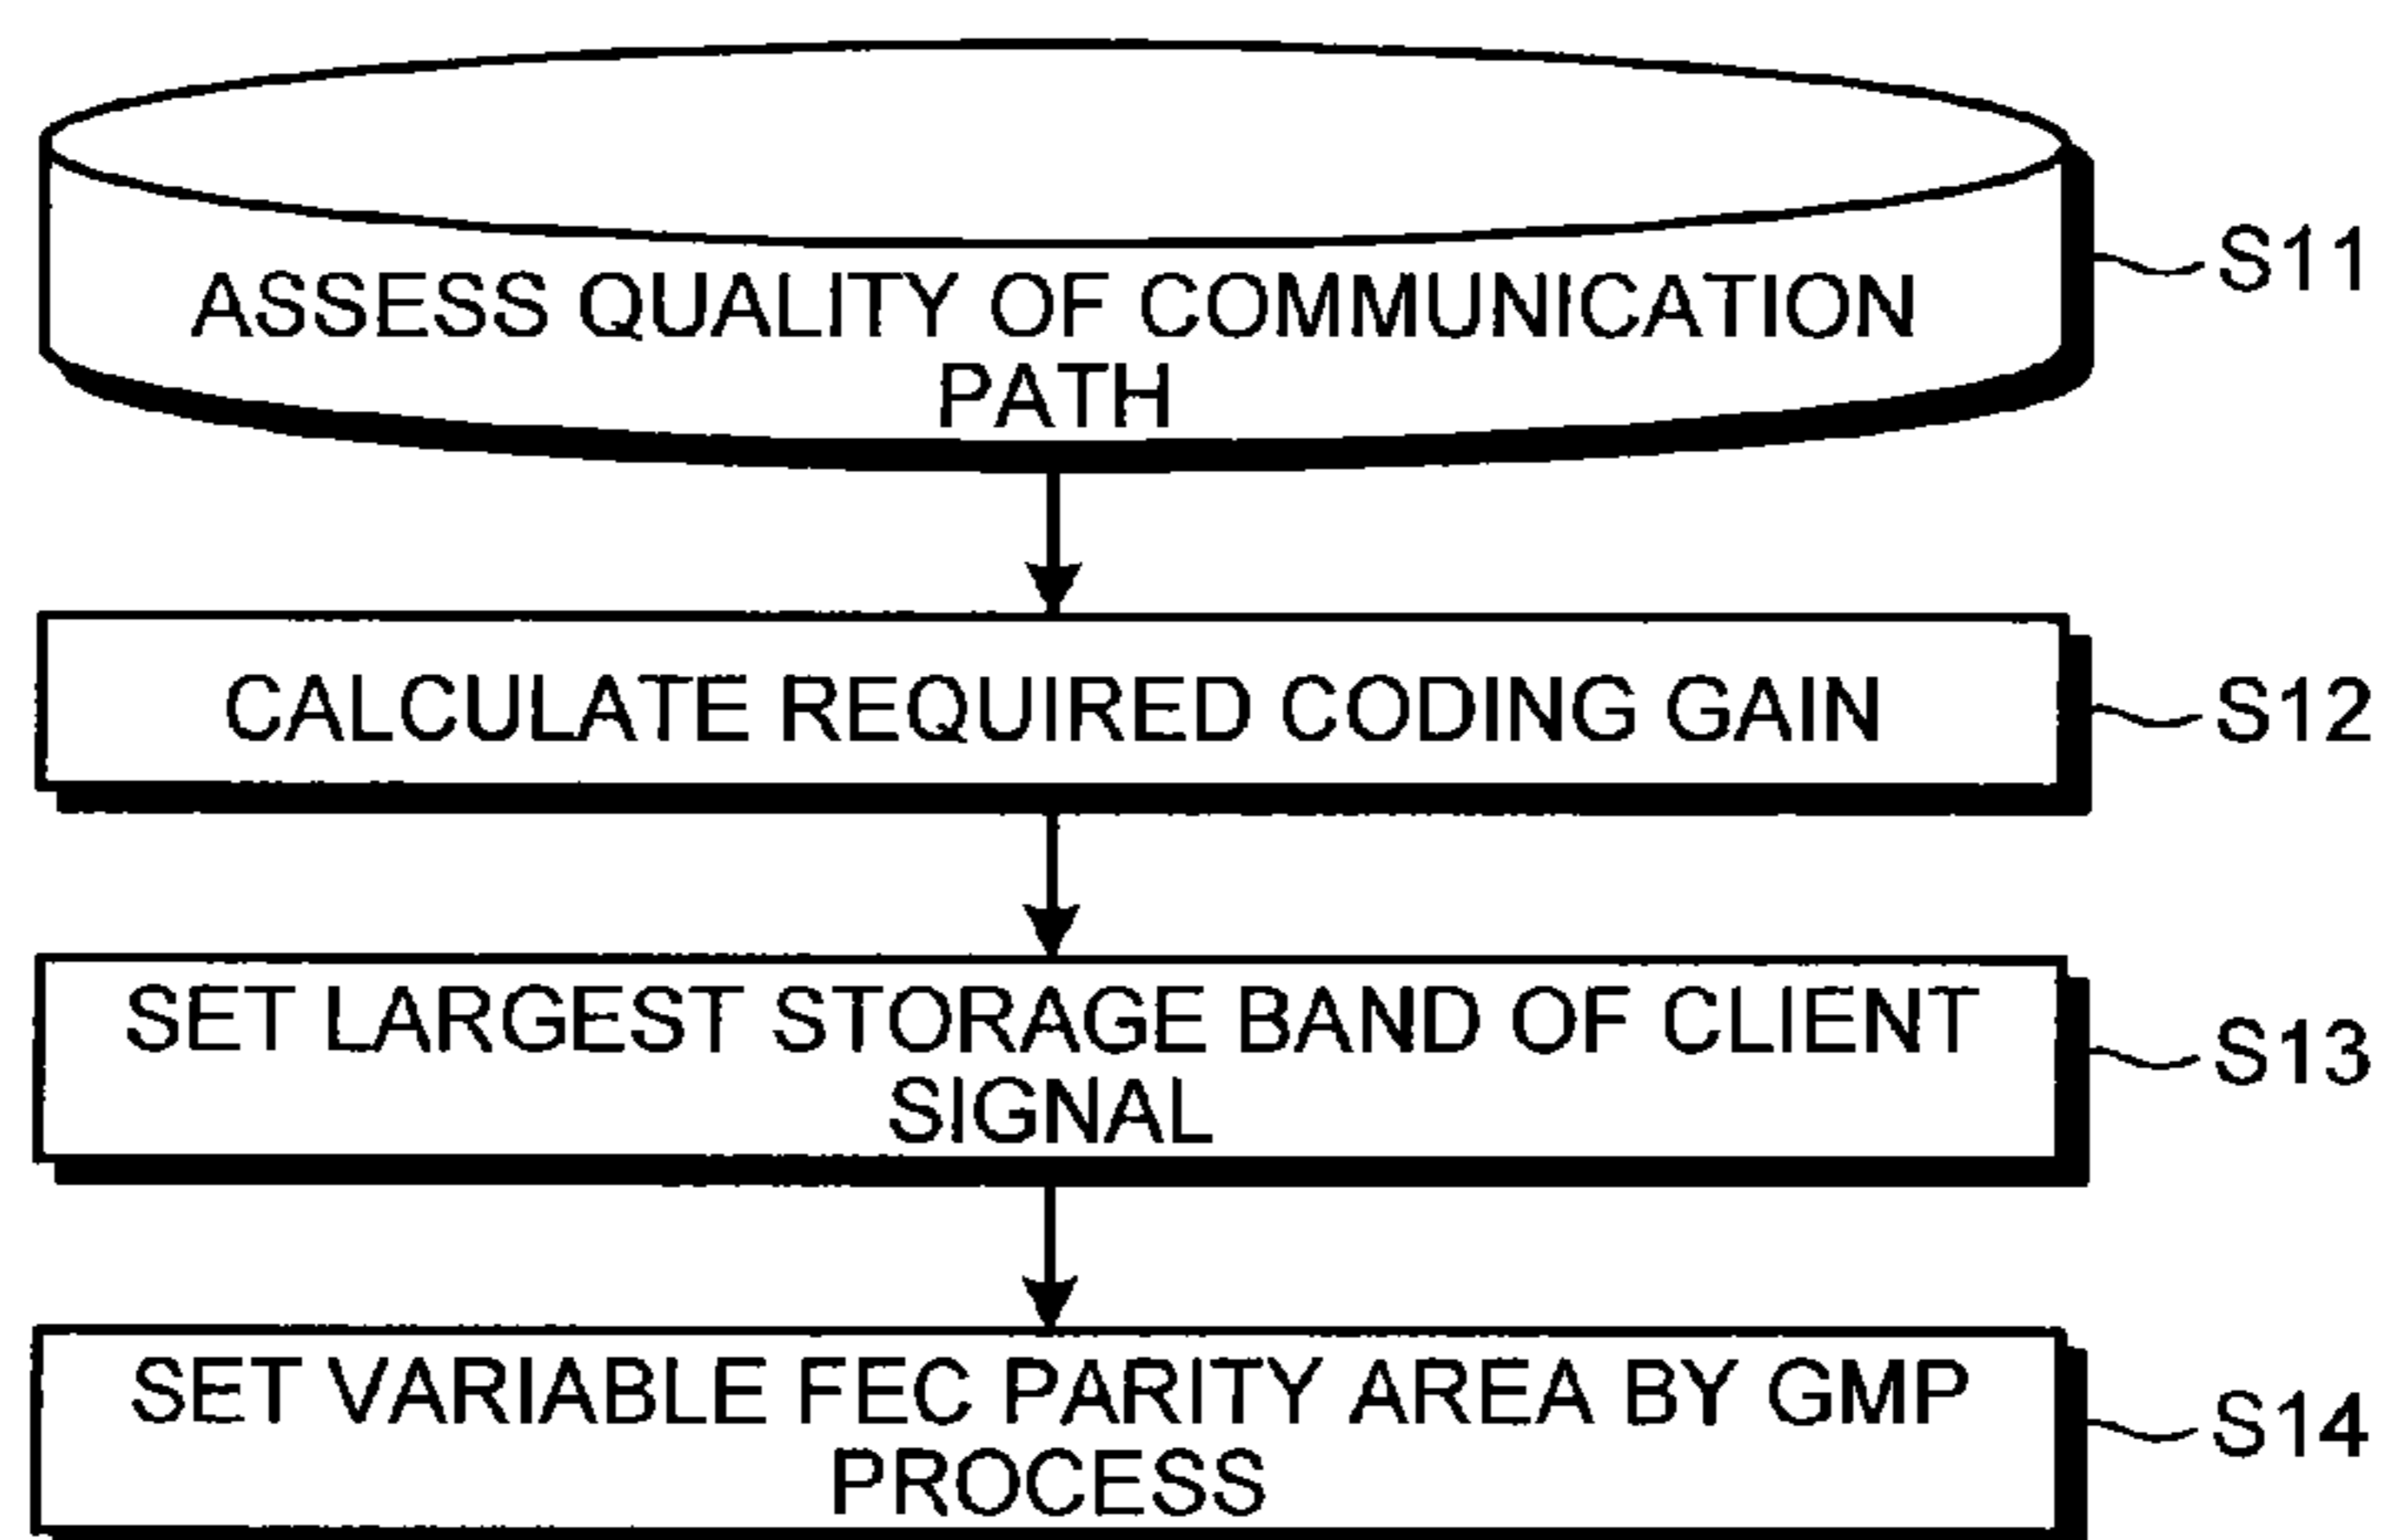 ASSESS QUALITY OF COMMUNICATION
PATH
S11
CALCULATE REQUIRED CODING GAIN
S12
SET LARGEST STORAGE BAND OF CLIENT
SIGNAL
S13
SET VARIABLE FEC PARITY AREA BY GMP
PROCESS
S14